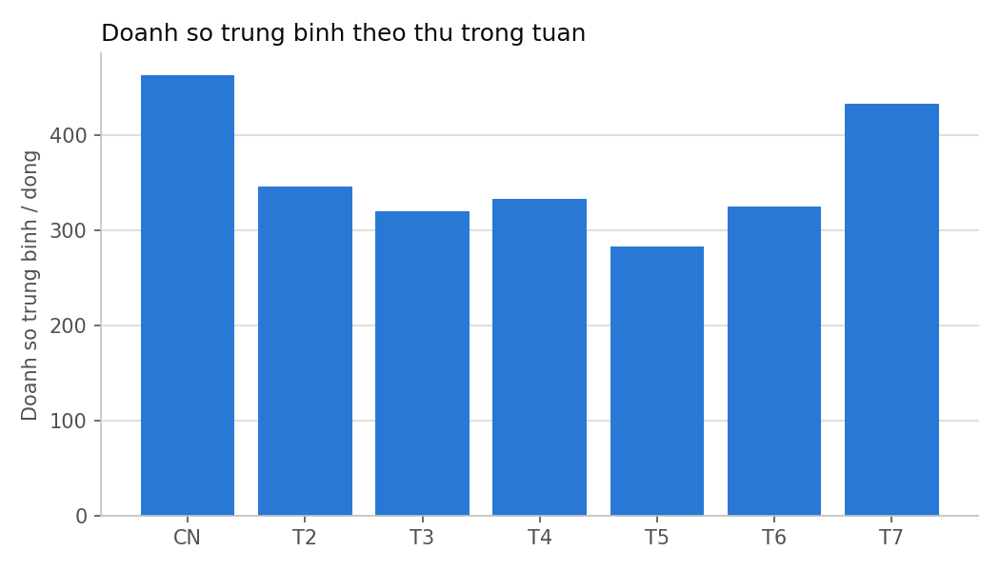 Doanh so trung binh theo thu trong tuan
Doanh so trung binh / dong
400
300
200
100
0
CN T2 T3 T4 T5 T6 T7